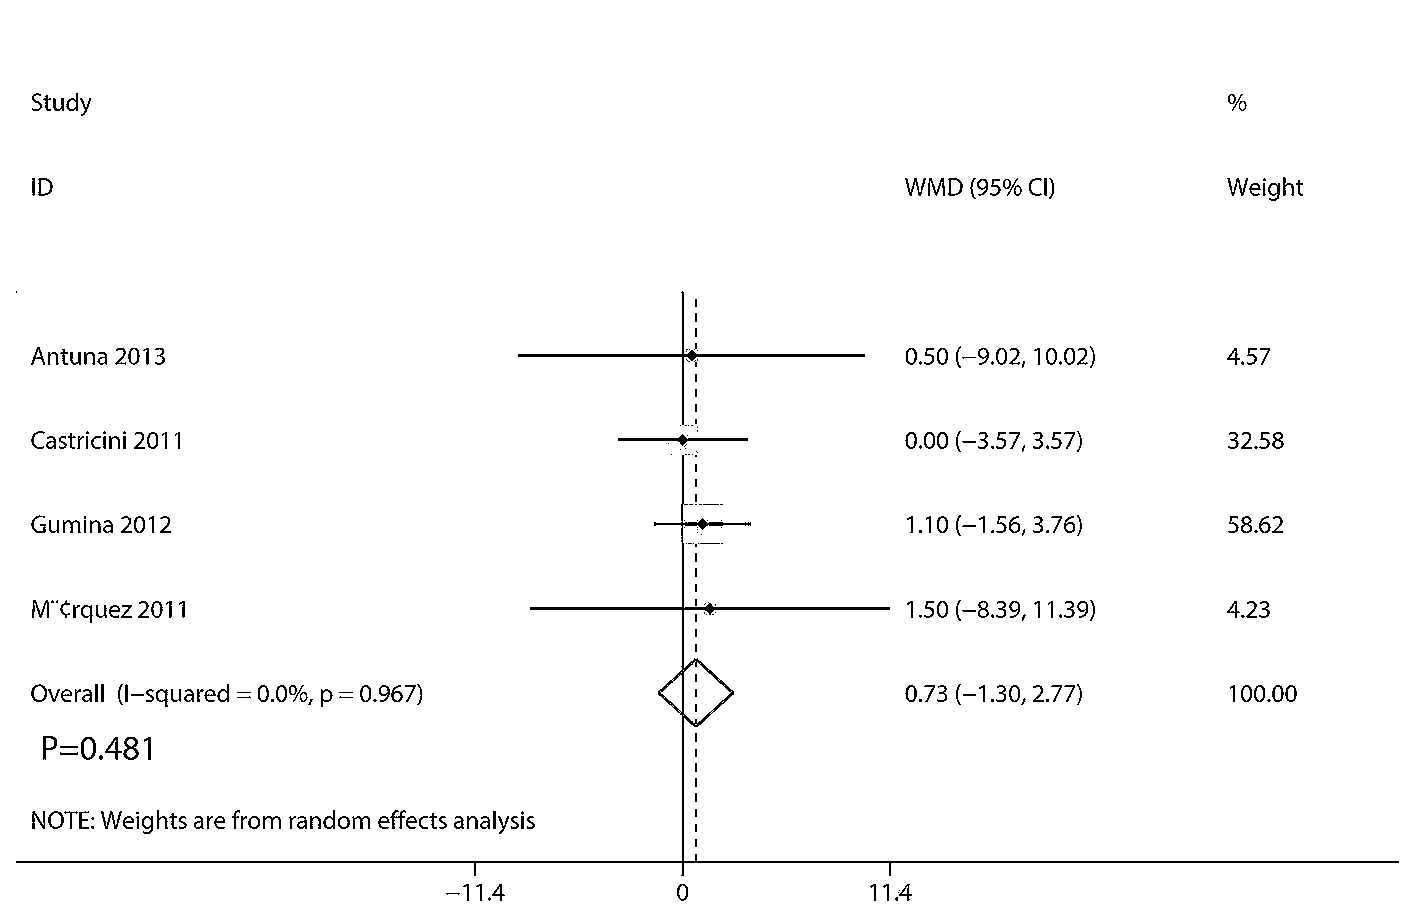 Study %
ID WMD (95% CI) Weight
Antuna 2013 0.50 (−9.02, 10.02) 4.57
Castricini 2011 0.00 (−3.57, 3.57) 32.58
Gumina 2012 1.10 (−1.56, 3.76) 58.62
M¨¢rquez 2011 1.50 (−8.39, 11.39) 4.23
Overall (I−squared = 0.0%, p = 0.967) 0.73 (−1.30, 2.77) 100.00
P=0.481
NOTE: Weights are from random effects analysis
−11.4 0 11.4